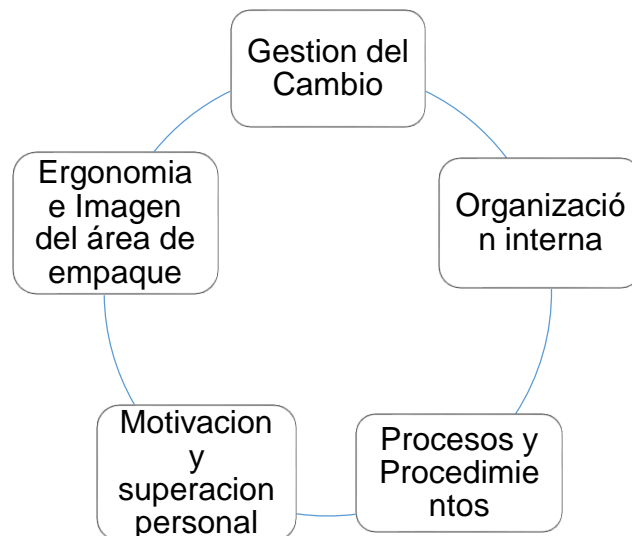 Gestion del
Cambio
Organizació
n interna
Procesos y
Procedimie
ntos
Motivacion
y
superacion
personal
Ergonomia
e Imagen
del área de
empaque